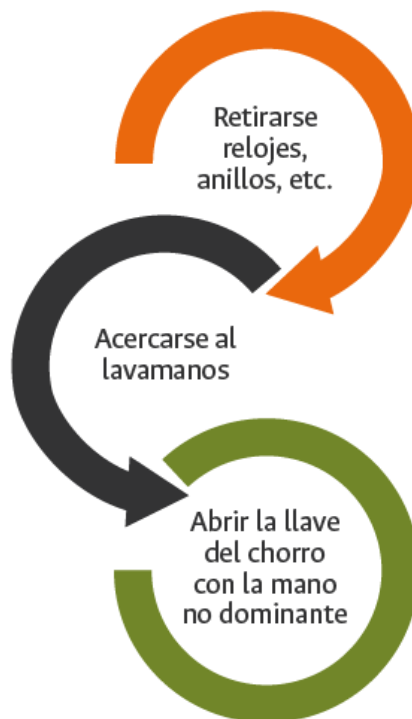 Retirarse
relojes,
anillos, etc.
Acercarse al
lavamanos
Abrir la llave
del chorro
con la mano
no dominante